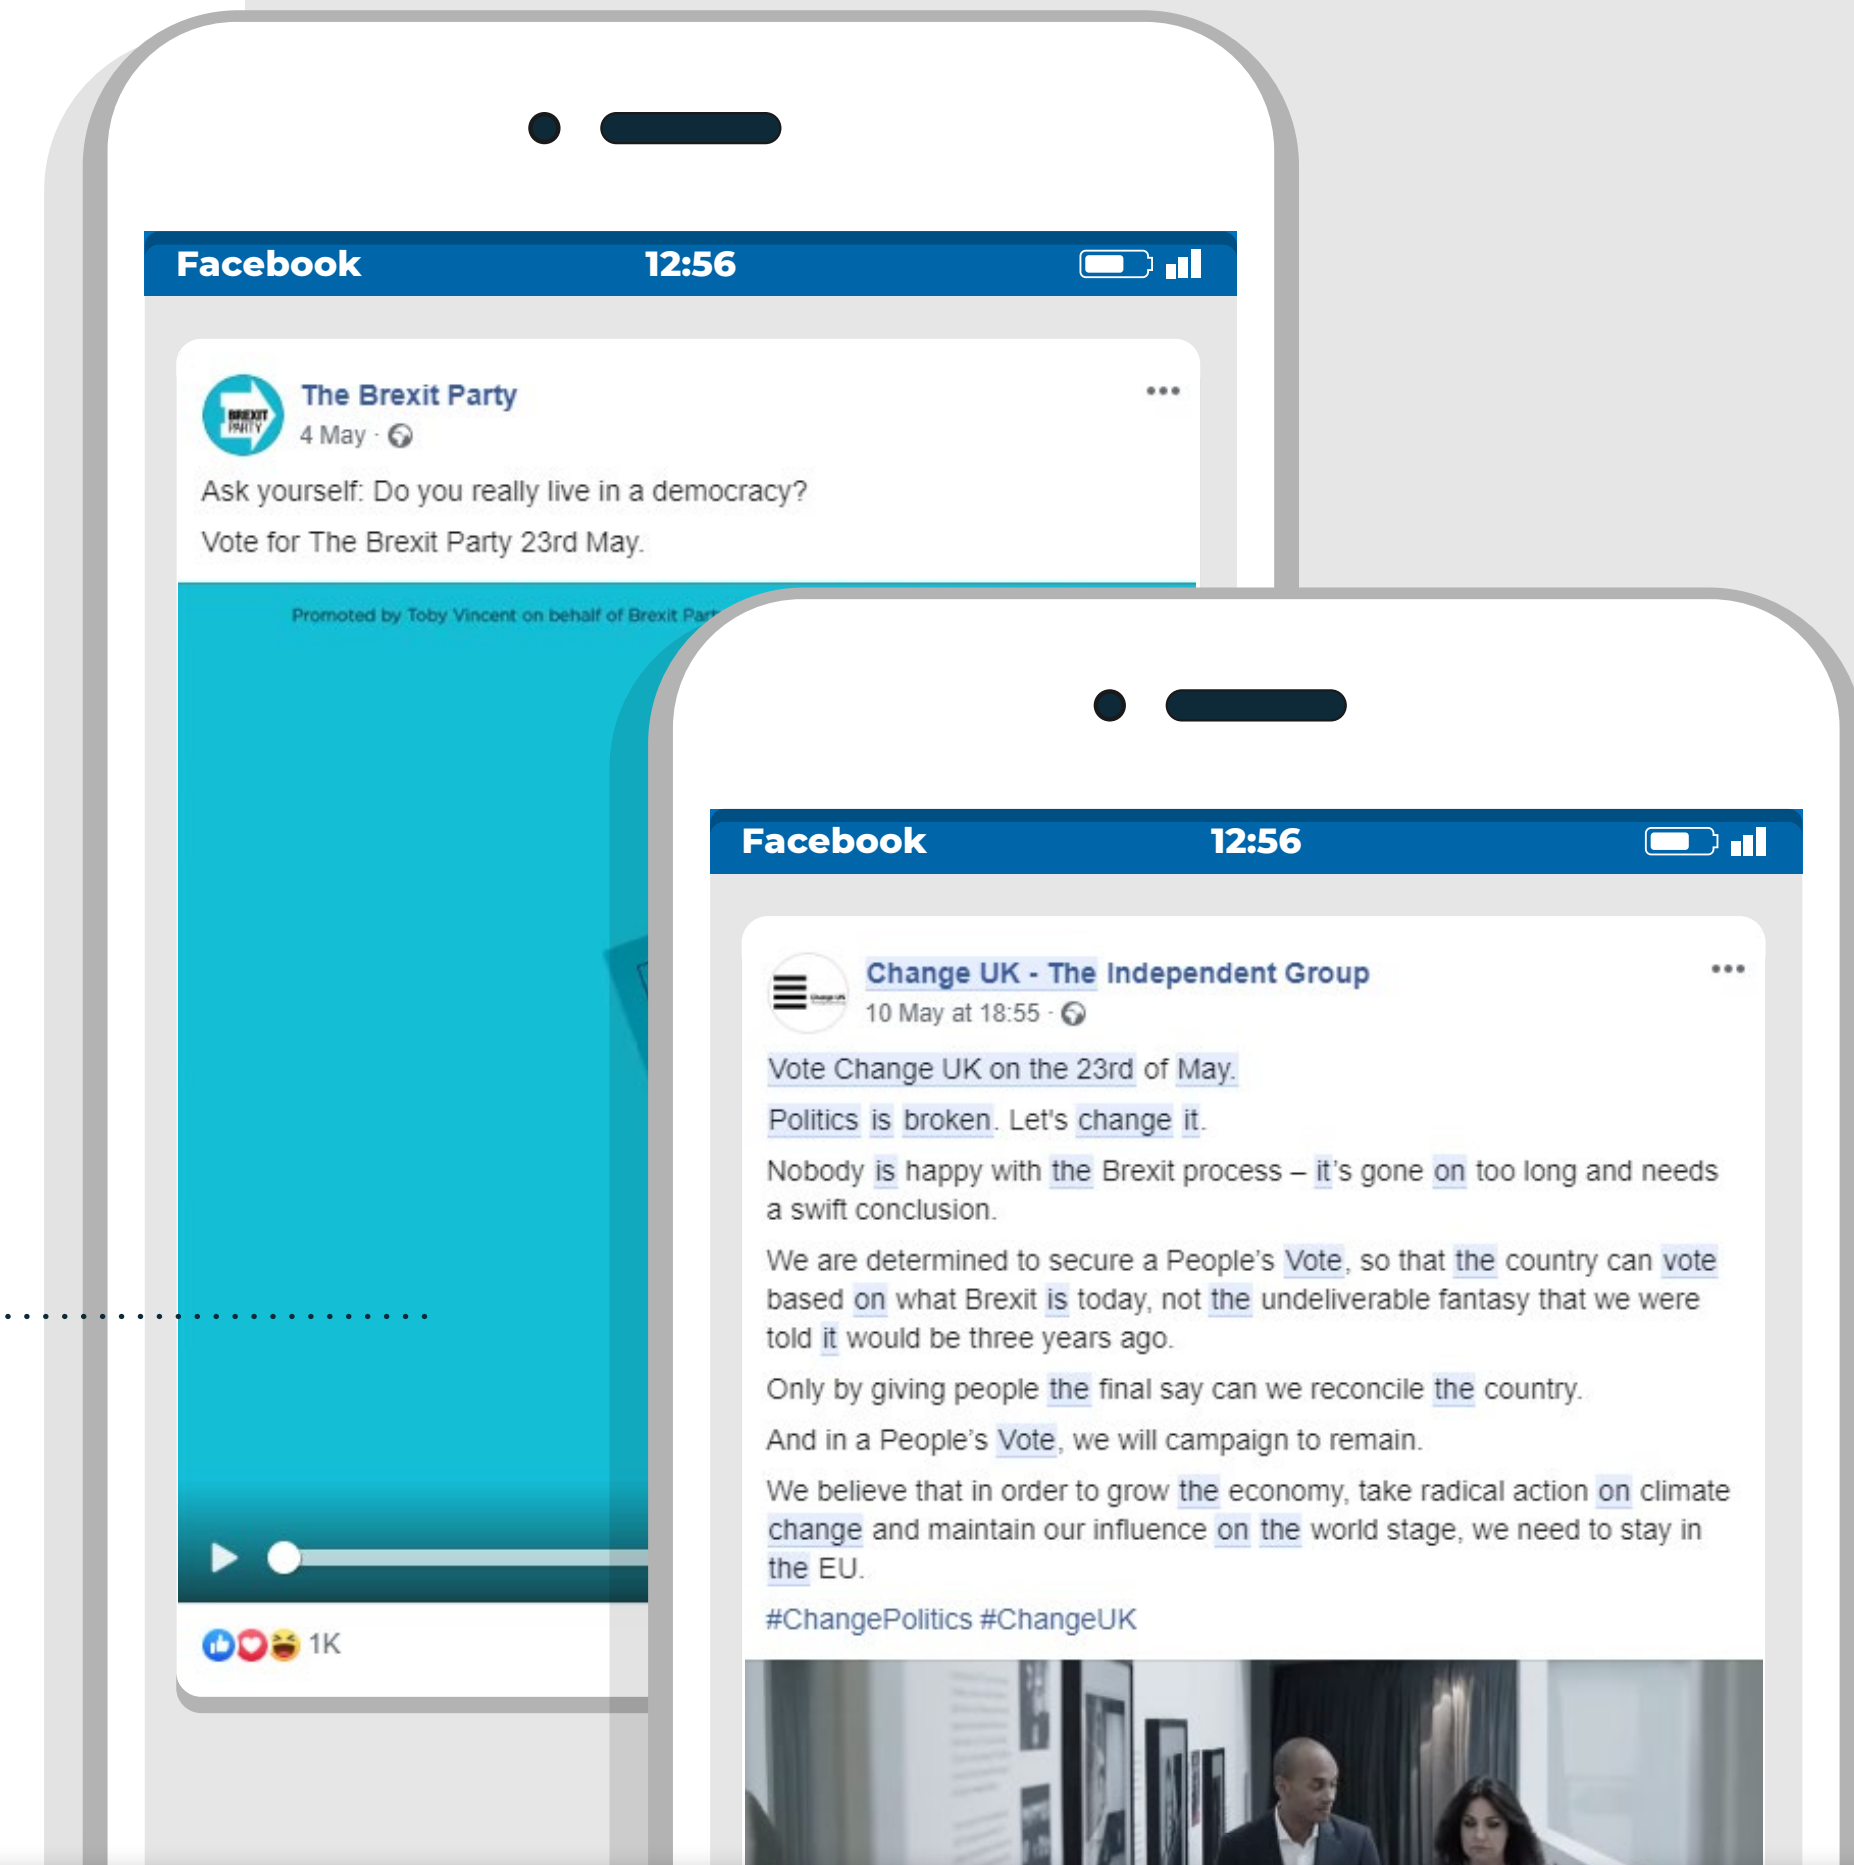 Facebook 12:56
BREXIT
PARTY
The Brexit Party
4 May ·
Ask yourself: Do you really live in a democracy?
Vote for The Brexit Party 23rd May.
Promoted by Toby Vincent on behalf of Brexit
1K
Facebook 12:56
Change UK
Change UK - The Independent Group
10 May at 18:55 ·
Vote Change UK on the 23rd of May.
Politics is broken. Let's change it.
Nobody is happy with the Brexit process – it's gone on too long and needs
a swift conclusion.
We are determined to secure a People's Vote, so that the country can vote
based on what Brexit is today, not the undeliverable fantasy that we were
told it would be three years ago.
Only by giving people the final say can we reconcile the country.
And in a People's Vote, we will campaign to remain.
We believe that in order to grow the economy, take radical action on climate
change and maintain our influence on the world stage, we need to stay in
the EU.
#ChangePolitics #ChangeUK